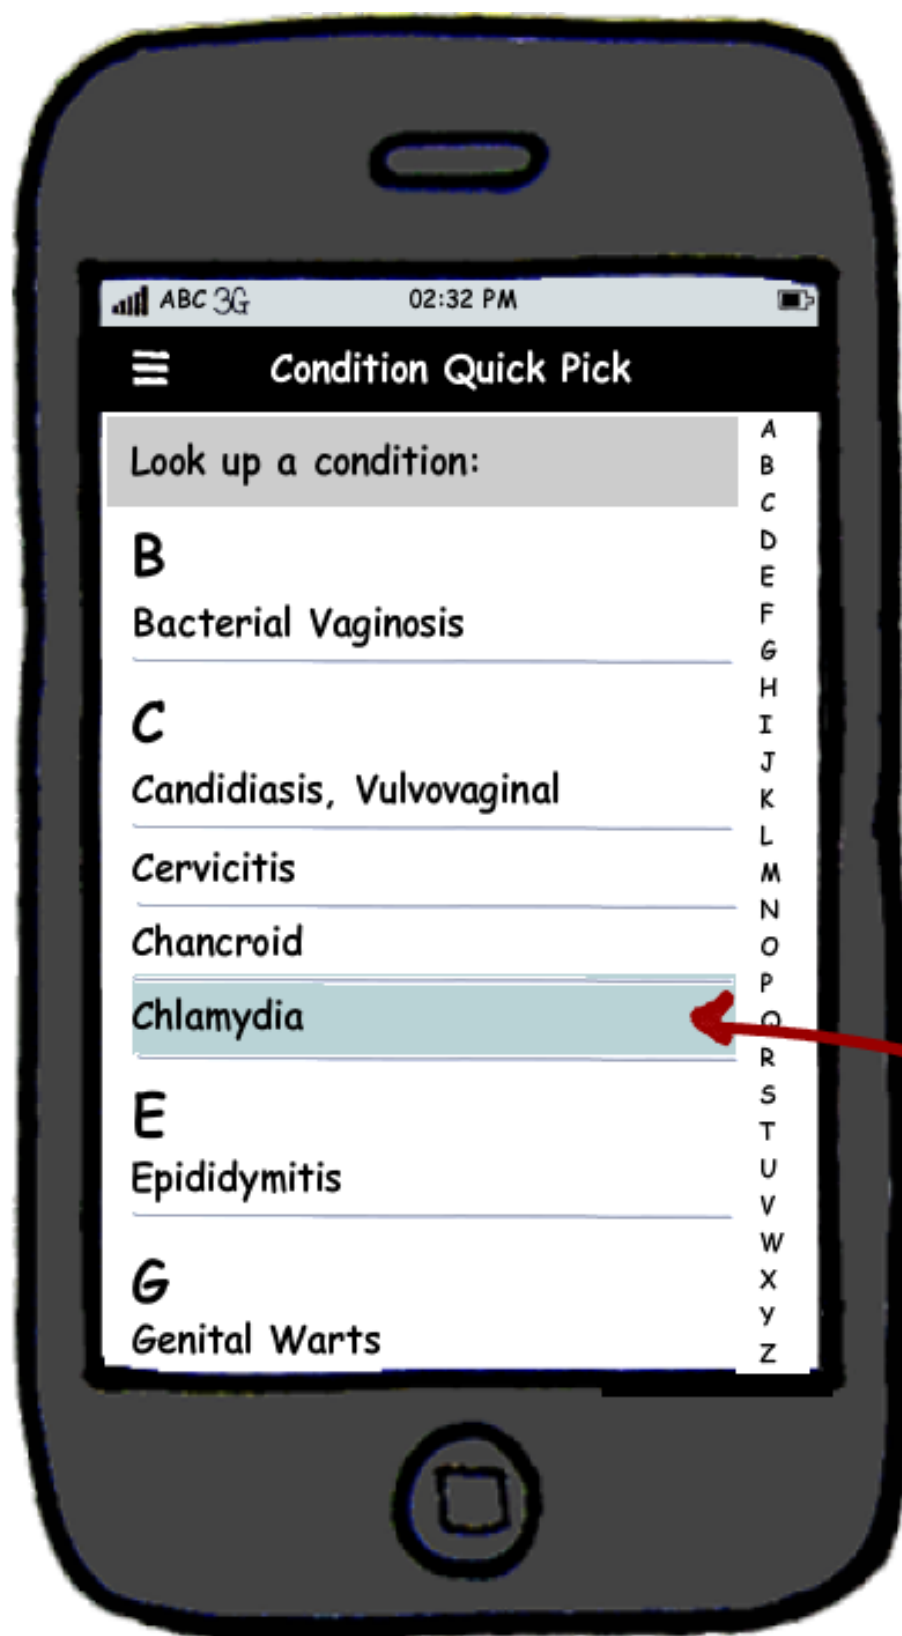 ABC 3G 02:32 PM
Condition Quick Pick
Look up a condition:
B
Bacterial Vaginosis
C
Candidiasis, Vulvovaginal
Cervicitis
Chancroid
Chlamydia
E
Epididymitis
G
Genital Warts
A
B
C
D
E
F
G
H
I
J
K
L
M
N
O
P
Q
R
S
T
U
V
W
X
Y
Z